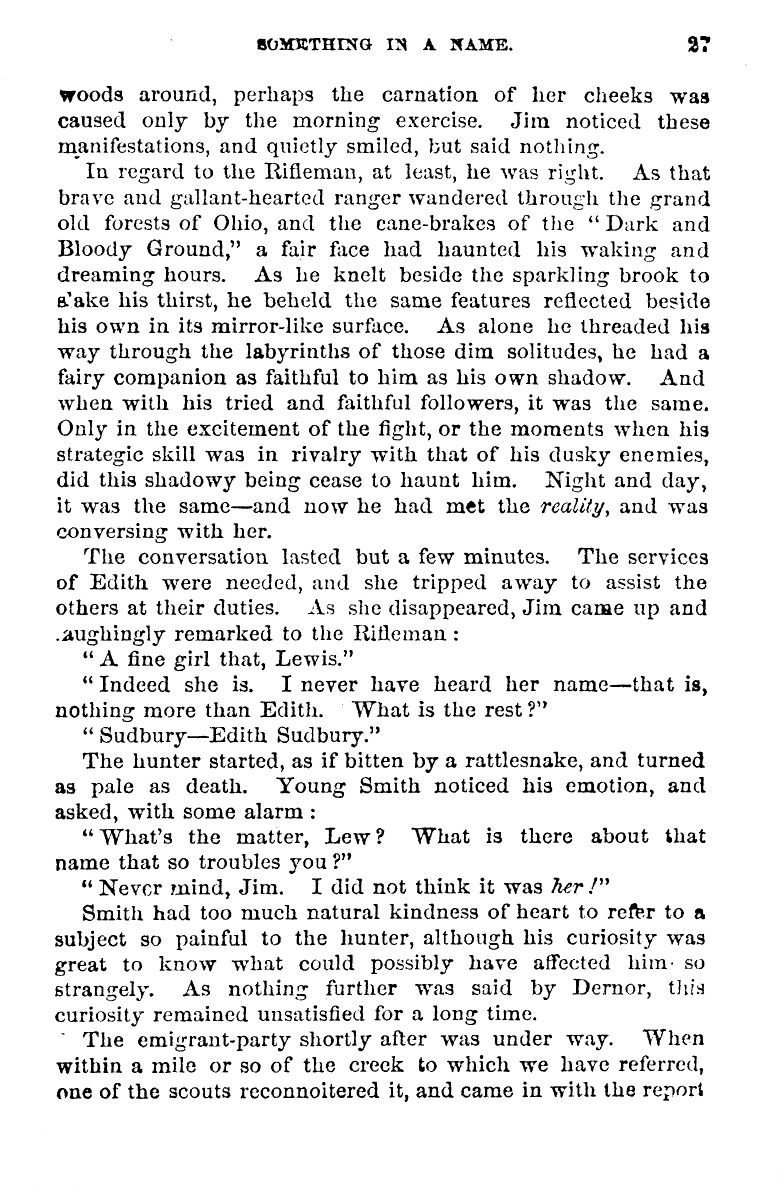 SOMETHING IN A NAME. 27
woods around, perhaps the carnation of her cheeks was
caused only by the morning exercise. Jim noticed these
manifestations, and quietly smiled, but said nothing.
In regard to the Rifleman, at least, he was right. As that
brave and gallant-hearted ranger wandered through the grand
old forests of Ohio, and the cane-brakes of the “Dark and
Bloody Ground,” a fair face had haunted his waking and
dreaming hours. As he knelt beside the sparkling brook to
s'ake his thirst, he beheld the same features reflected beside
his own in its mirror-like surface. As alone he threaded his
way through the labyrinths of those dim solitudes, he had a
fairy companion as faithful to him as his own shadow. And
when with his tried and faithful followers, it was the same.
Only in the excitement of the fight, or the moments when his
strategic skill was in rivalry with that of his dusky enemies,
did this shadowy being cease to haunt him. Night and day,
it was the same—and now he had met the reality, and was
conversing with her.
The conversation lasted but a few minutes. The services
of Edith were needed, and she tripped away to assist the
others at their duties. As she disappeared, Jim came up and
.aughingly remarked to the Rifleman :
“A fine girl that, Lewis.”
“Indeed she is. I never have heard her name—that is,
nothing more than Edith. What is the rest?”
“Sudbury—Edith Sudbury.”
The hunter started, as if bitten by a rattlesnake, and turned
as pale as death. Young Smith noticed his emotion, and
asked, with some alarm :
“What's the matter, Lew? What is there about that
name that so troubles you?”
“Never mind, Jim. I did not think it was her!”
Smith had too much natural kindness of heart to refer to a
subject so painful to the hunter, although his curiosity was
great to know what could possibly have affected him so
strangely. As nothing further was said by Dernor, this
curiosity remained unsatisfied for a long time.
The emigrant-party shortly after was under way. When
within a mile or so of the creek to which we have referred,
one of the scouts reconnoitered it, and came in with the report